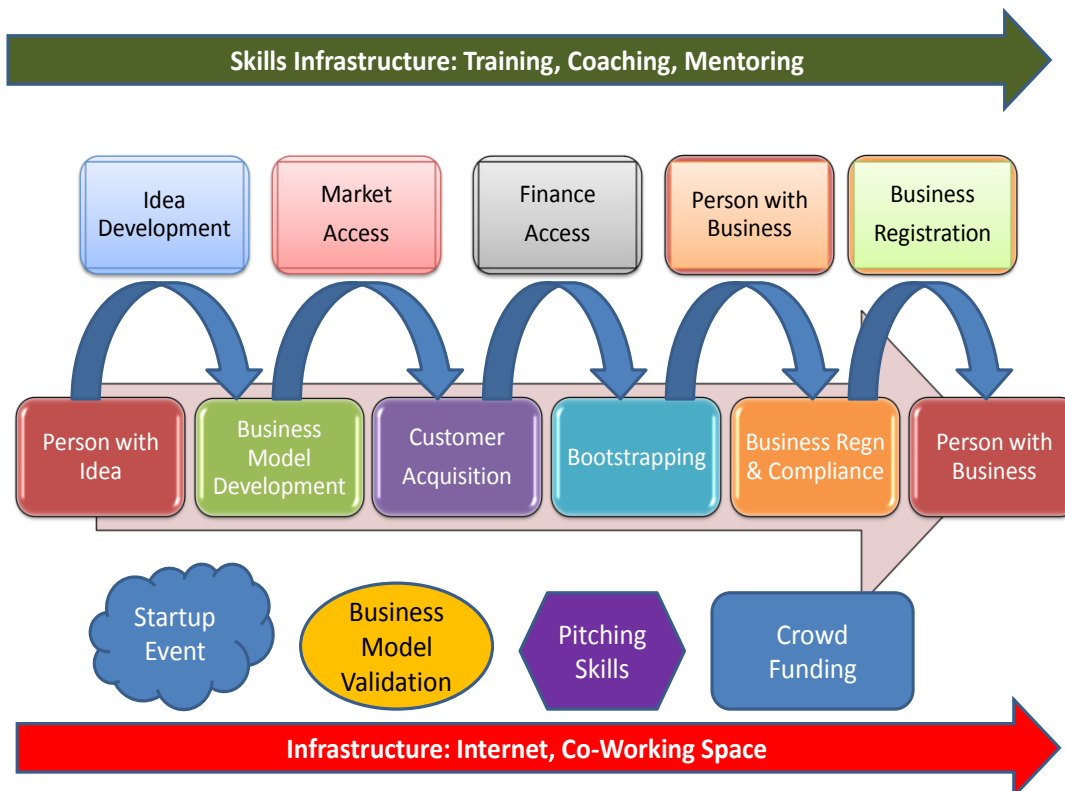 Skills Infrastructure: Training, Coaching, Mentoring
Idea
Development
Market
Access
Finance
Access
Person with
Business
Business
Registration
Person with
Idea
Business
Model
Development
Customer
Acquisition
Bootstrapping
Business Regn
& Compliance
Person with
Business
Startup
Event
Business
Model
Validation
Pitching
Skills
Crowd
Funding
Infrastructure: Internet, Co-Working Space